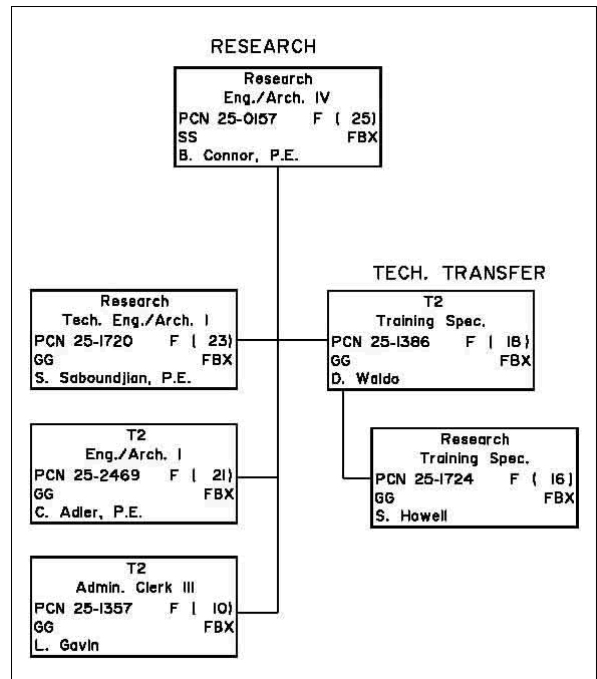 RESEARCH
Research
Eng./Arch. IV
PCN 25-0157 F ( 25)
SS FBX
B. Connor, P.E.
Research
Tech. Eng./Arch. I
PCN 25-1720 F ( 23)
GG FBX
S. Saboundjian, P.E.
TECH. TRANSFER
T2
Training Spec.
PCN 25-1386 F ( 18)
GG FBX
D. Waldo
T2
Eng./Arch. I
PCN 25-2469 F ( 21)
GG FBX
C. Adler, P.E.
Research
Training Spec.
PCN 25-1724 F ( 16)
GG FBX
S. Howell
T2
Admin. Clerk III
PCN 25-1357 F ( 10)
GG FBX
L. Gavin